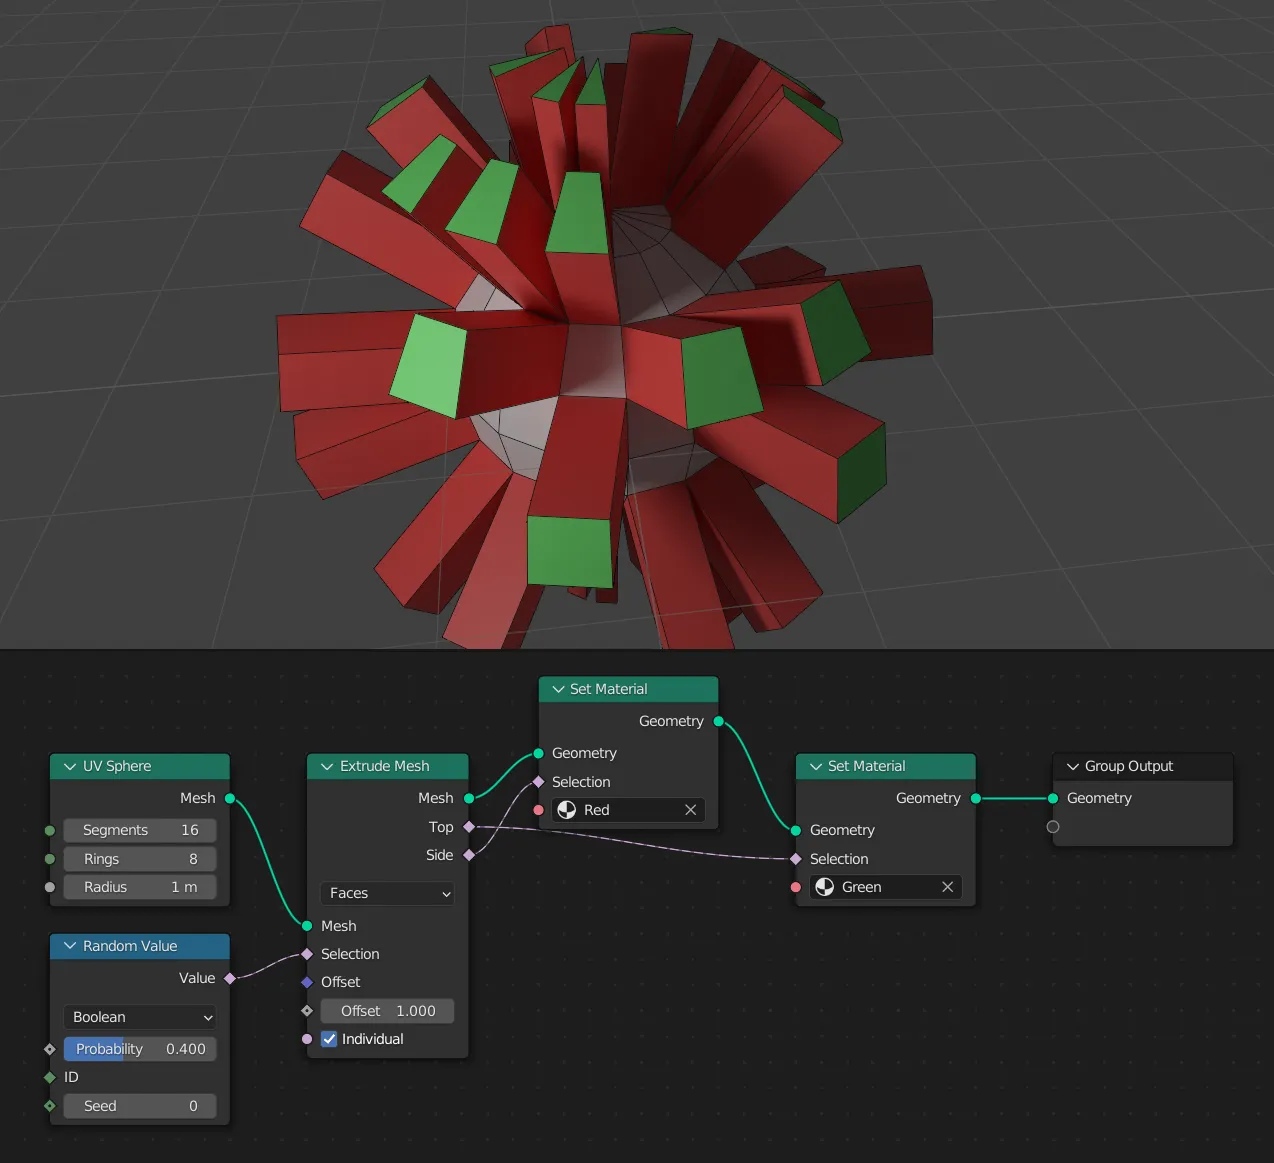 Set Material
Geometry
Geometry
Selection
Red
UV Sphere
Mesh
Segments 16
Rings 8
Radius 1 m
Extrude Mesh
Mesh
Top
Side
Faces
Mesh
Selection
Offset
Offset 1.000
Individual
Set Material
Geometry
Geometry
Selection
Green
Group Output
Geometry
Random Value
Value
Boolean
Probability 0.400
ID
Seed 0